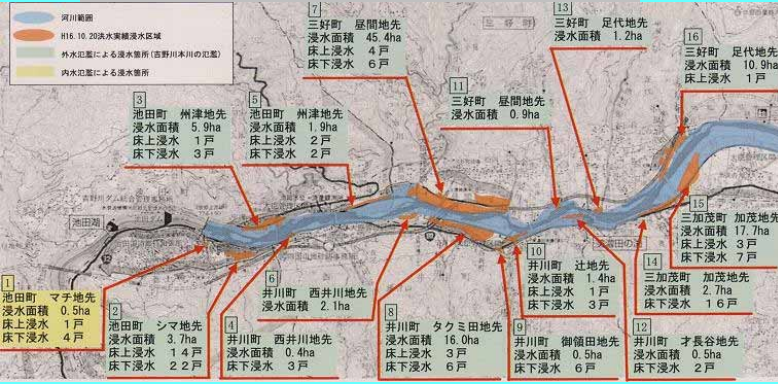 河川範囲
H16.10.20洪水実績浸水区域
外水氾濫による浸水箇所(吉野川本川の氾濫)
内水氾濫による浸水箇所
1
池田町 マチ地先
浸水面積 0.5ha
床上浸水 1戸
床下浸水 4戸
2
池田町 シマ地先
浸水面積 3.7ha
床上浸水 14戸
床下浸水 22戸
3
池田町 州津地先
浸水面積 5.9ha
床上浸水 1戸
床下浸水 3戸
4
井川町 西井川地先
浸水面積 0.4ha
床下浸水 3戸
5
池田町 州津地先
浸水面積 1.9ha
床上浸水 2戸
床下浸水 2戸
6
井川町 西井川地先
浸水面積 2.1ha
7
三好町 昼間地先
浸水面積 45.4ha
床上浸水 4戸
床下浸水 6戸
8
井川町 タクミ田地先
浸水面積 16.0ha
床上浸水 3戸
床下浸水 6戸
9
井川町 御領田地先
浸水面積 0.5ha
床下浸水 6戸
10
井川町 辻地先
浸水面積 1.4ha
床上浸水 1戸
床下浸水 3戸
11
三好町 昼間地先
浸水面積 0.9ha
12
井川町 才長谷地先
浸水面積 0.5ha
床下浸水 2戸
13
三好町 足代地先
浸水面積 1.2ha
14
三加茂町 加茂地先
浸水面積 2.7ha
床下浸水 16戸
15
三加茂町 加茂地先
浸水面積 17.7ha
床上浸水 3戸
床下浸水 7戸
16
三好町 足代地先
浸水面積 10.9ha
床上浸水 1戸
三好町
池田湖
吉野川ダム総合管理事務所